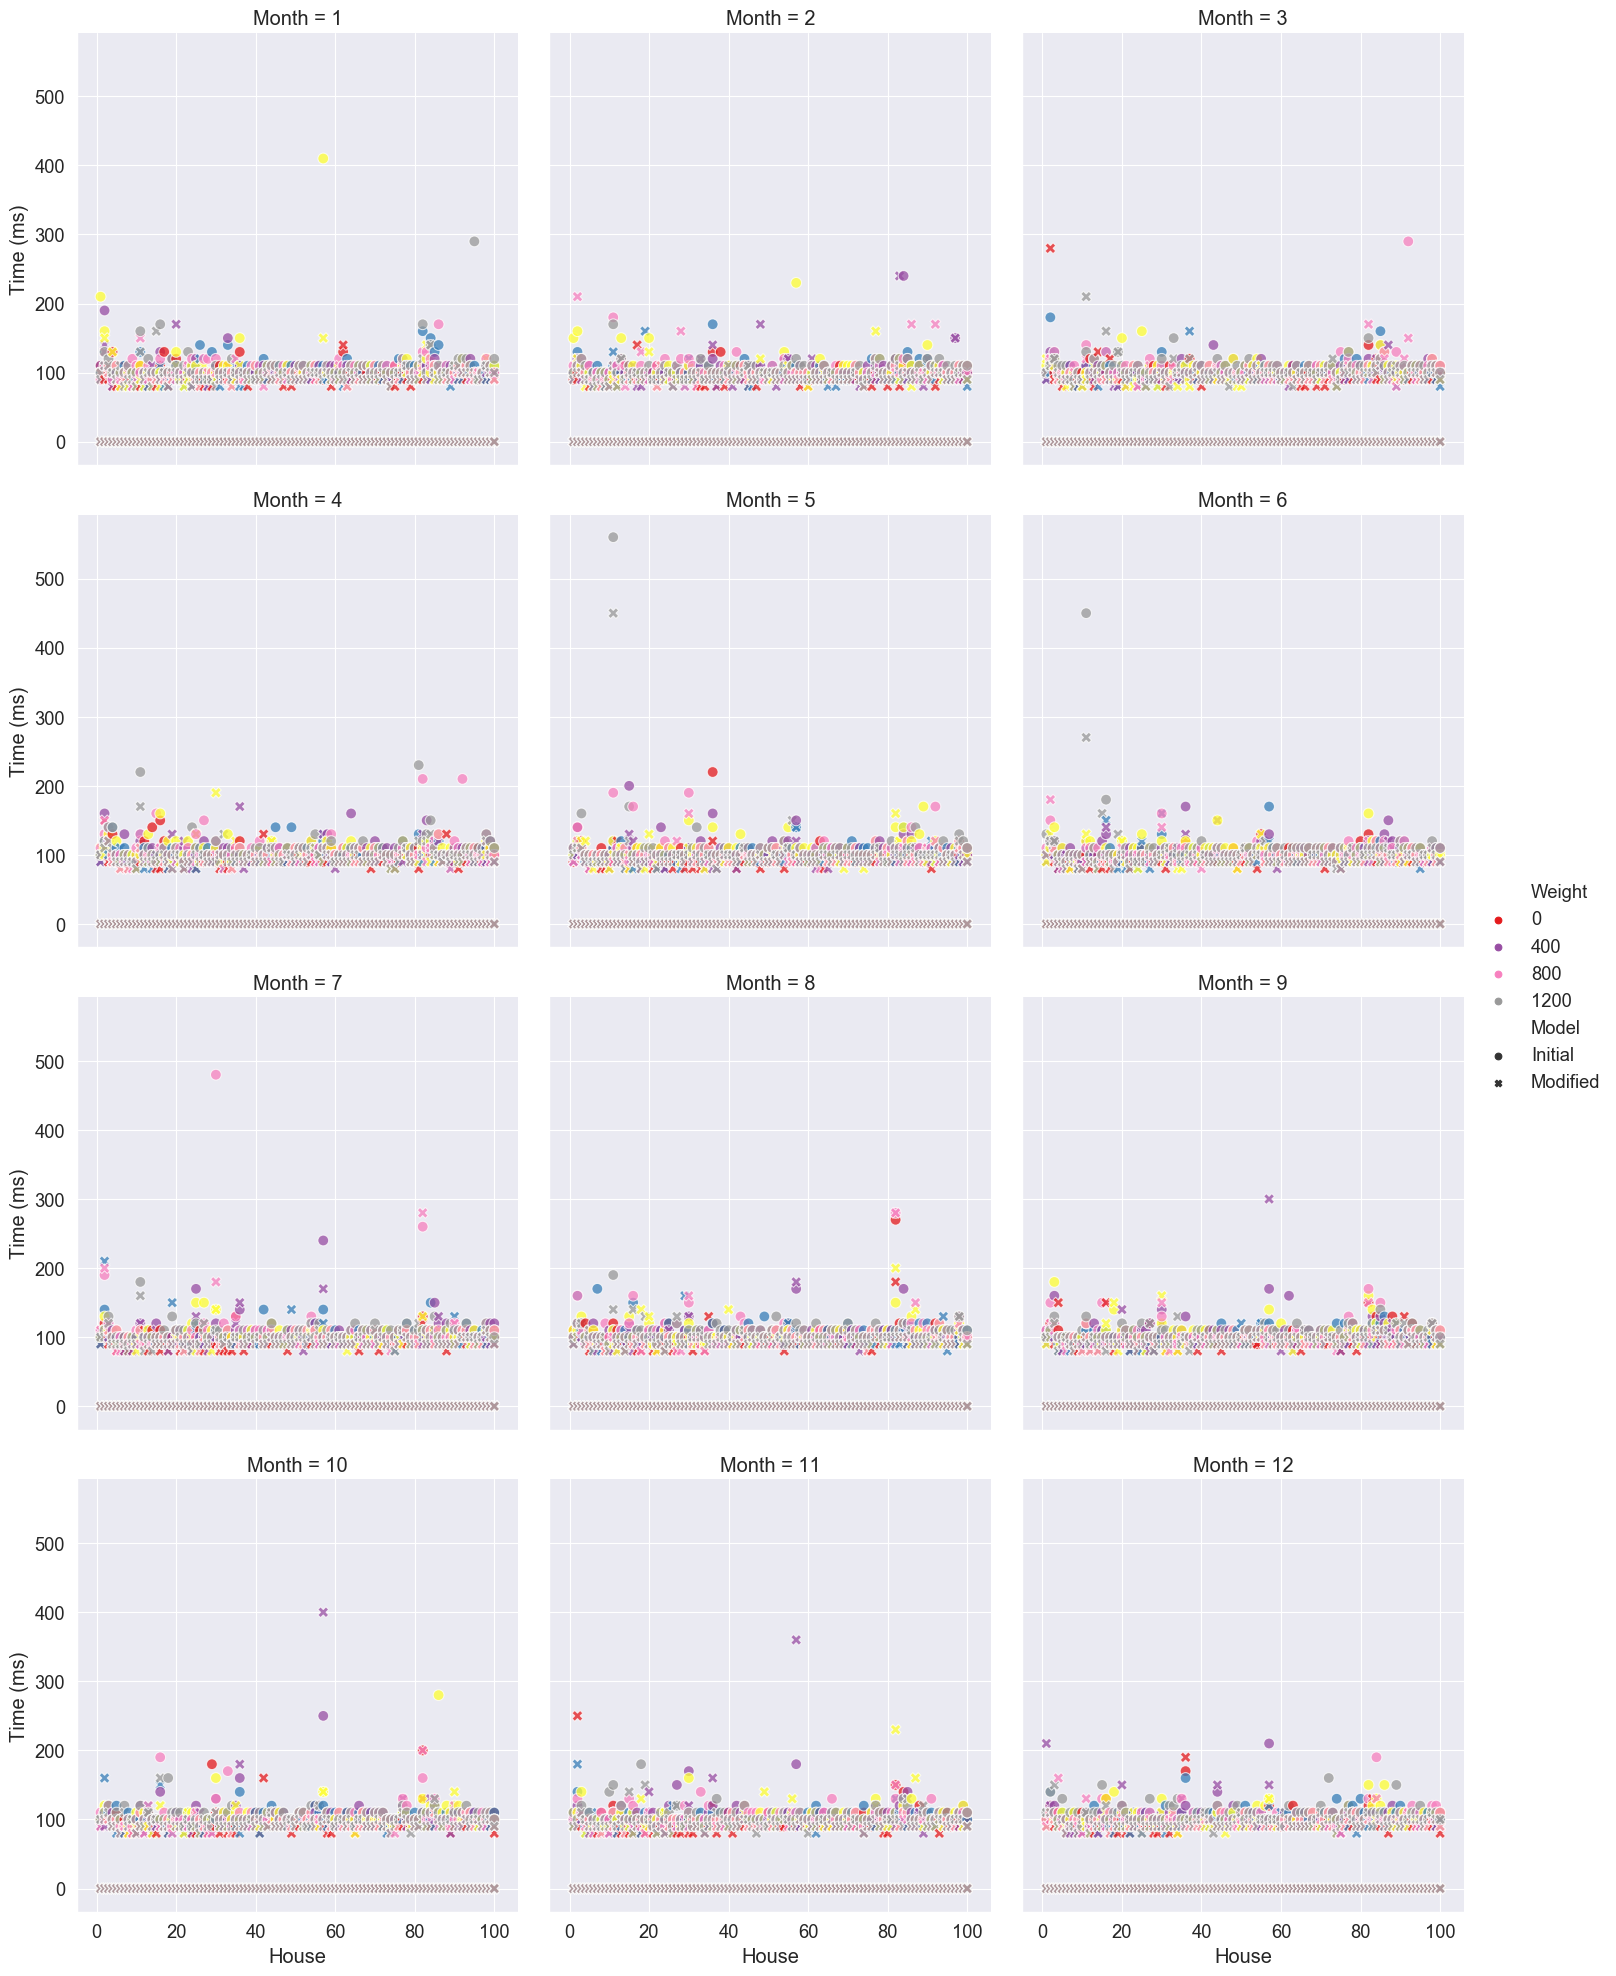 Month = 1 Month = 2 Month = 3
500
400
300
200
100
0
Time (ms)
Month = 4 Month = 5 Month = 6
500
400
300
200
100
0
Time (ms)
Weight
0
400
800
1200
Model
Initial
Modified
Month = 7 Month = 8 Month = 9
500
400
300
200
100
0
Time (ms)
Month = 10 Month = 11 Month = 12
500
400
300
200
100
0
Time (ms)
0 20 40 60 80 100 0 20 40 60 80 100 0 20 40 60 80 100
House House House